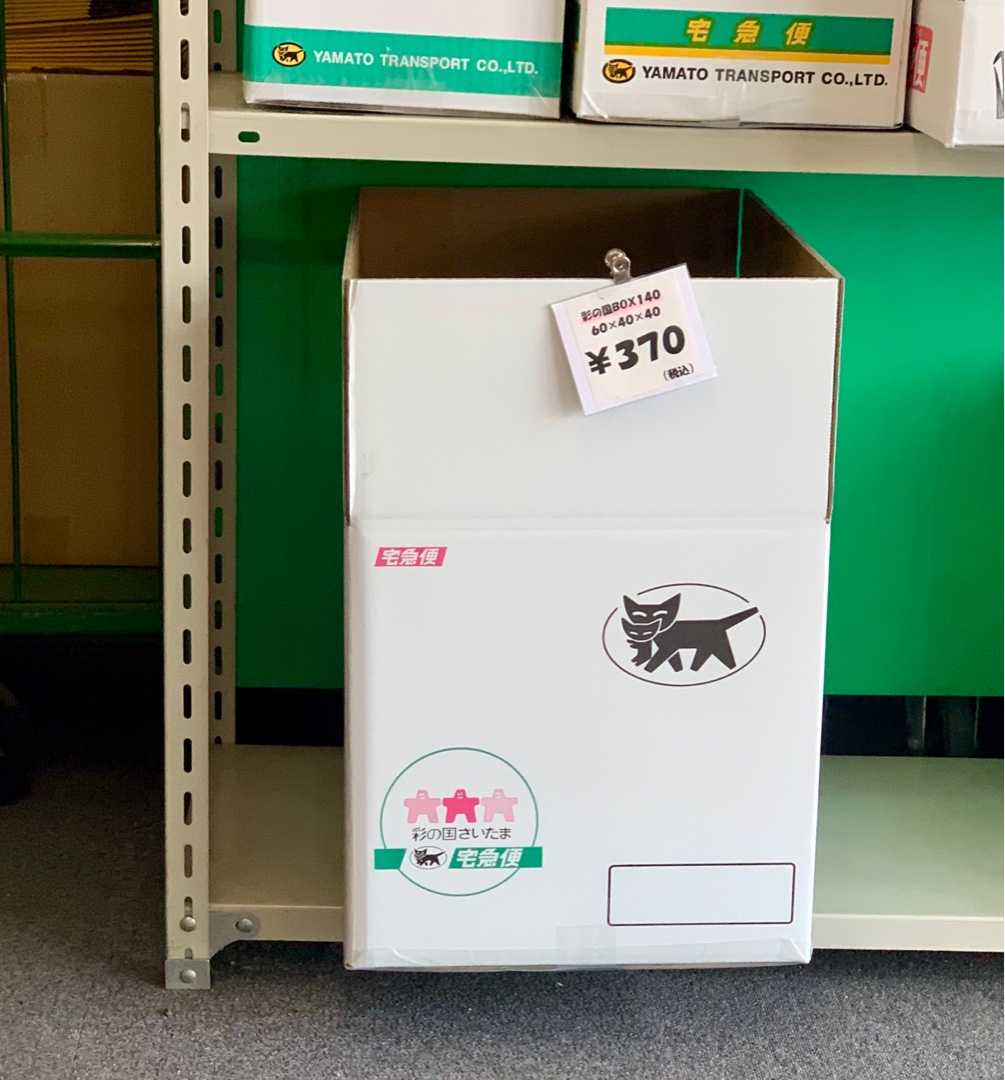 YAMATO TRANSPORT CO.,LTD.
宅急便
YAMATO TRANSPORT CO.,LTD.
便
彩の国BOX140
60×40×40
¥370
(税込)
宅急便
彩の国さいたま
宅急便